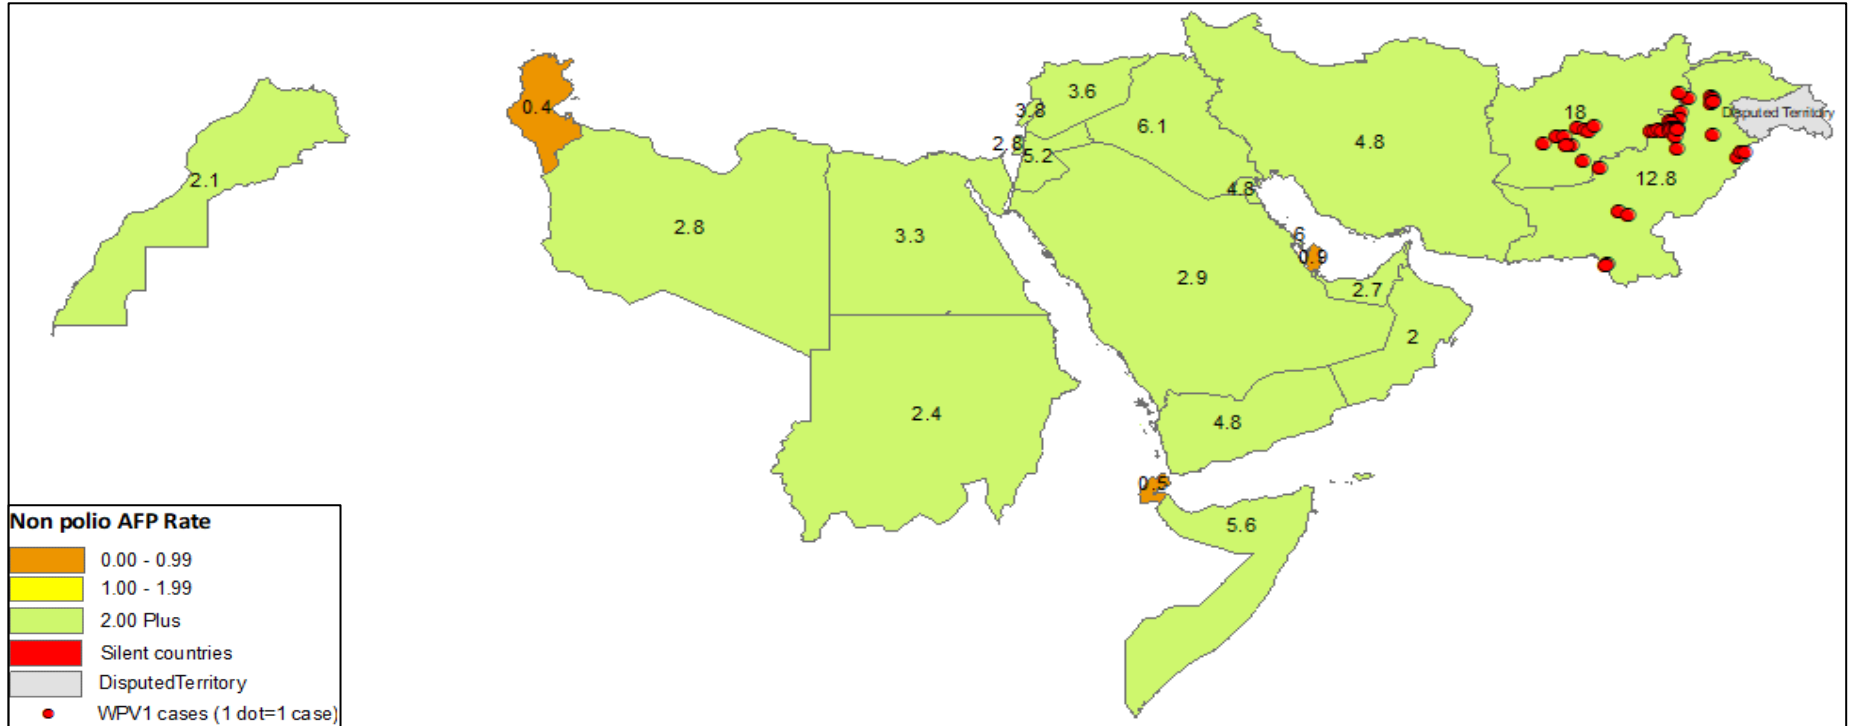 0.4
3.6
3.8
18
Disputed Territory
6.1
4.8
2.8
5.2
2.1
12.8
4.8
2.8
3.3
6
0.9
2.9
2.7
2
2.4
4.8
0.5
5.6
Non polio AFP Rate
0.00 - 0.99
1.00 - 1.99
2.00 Plus
Silent countries
DisputedTerritory
WPV1 cases (1 dot=1 case)